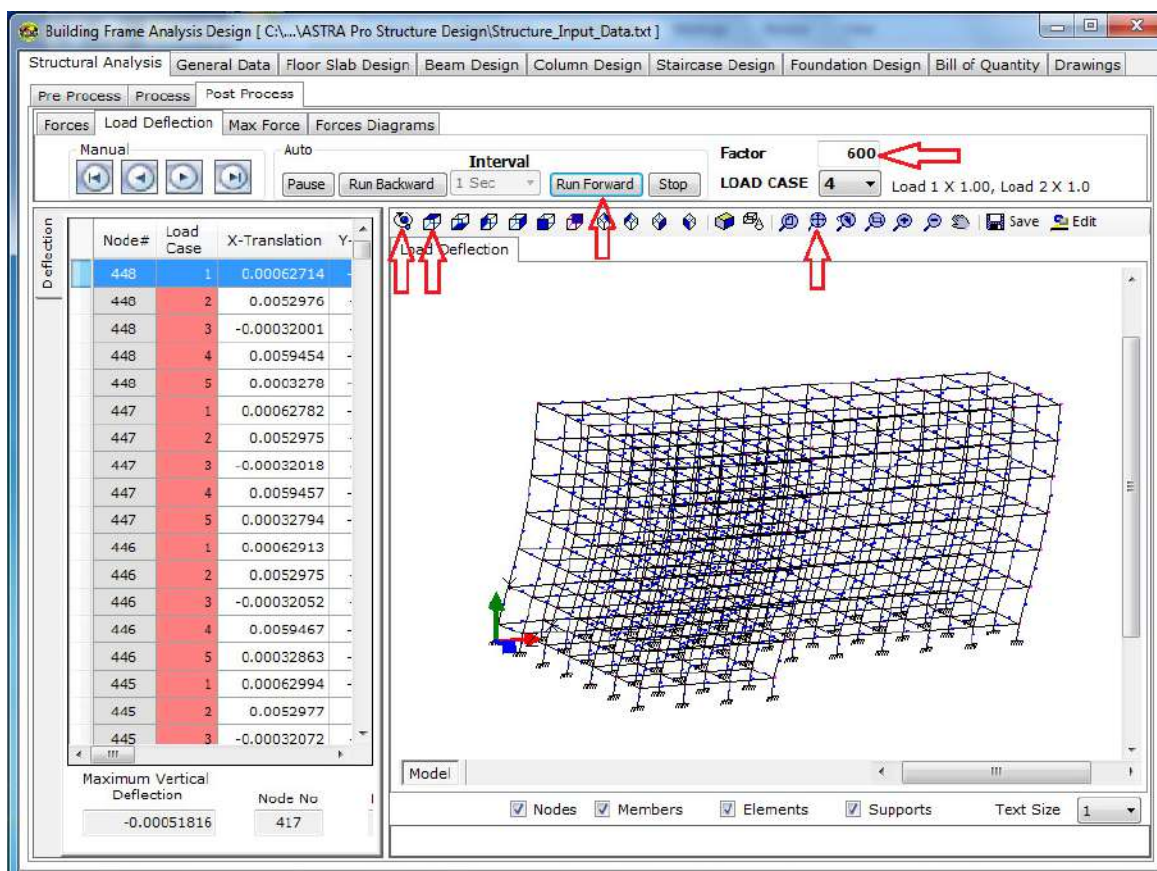 Building Frame Analysis Design [ C:\...\ASTRA Pro Structure Design\Structure_Input_Data.txt ]
Structural Analysis General Data Floor Slab Design Beam Design Column Design Staircase Design Foundation Design Bill of Quantity Drawings
Pre Process Process Post Process
Forces Load Deflection Max Force Forces Diagrams
Manual Auto Interval Factor 600
Pause Run Backward 1 Sec Run Forward Stop LOAD CASE 4 Load 1 X 1.00, Load 2 X 1.0
Save Edit
Deflection
Load Deflection
Node# Load Case X-Translation Y-
448 1 0.00062714 -
448 2 0.0052976 -
448 3 -0.00032001 -
448 4 0.0059454 -
448 5 0.0003278
447 1 0.00062782 -
447 2 0.0052975 -
447 3 -0.00032018 -
447 4 0.0059457 -
447 5 0.00032794 -
446 1 0.00062913 -
446 2 0.0052975 -
446 3 -0.00032052 -
446 4 0.0059467 -
446 5 0.00032863 -
445 1 0.00062994 -
445 2 0.0052977 -
445 3 -0.00032072 -
Maximum Vertical Deflection Node No
-0.00051816 417
Model
Nodes Members Elements Supports Text Size 1